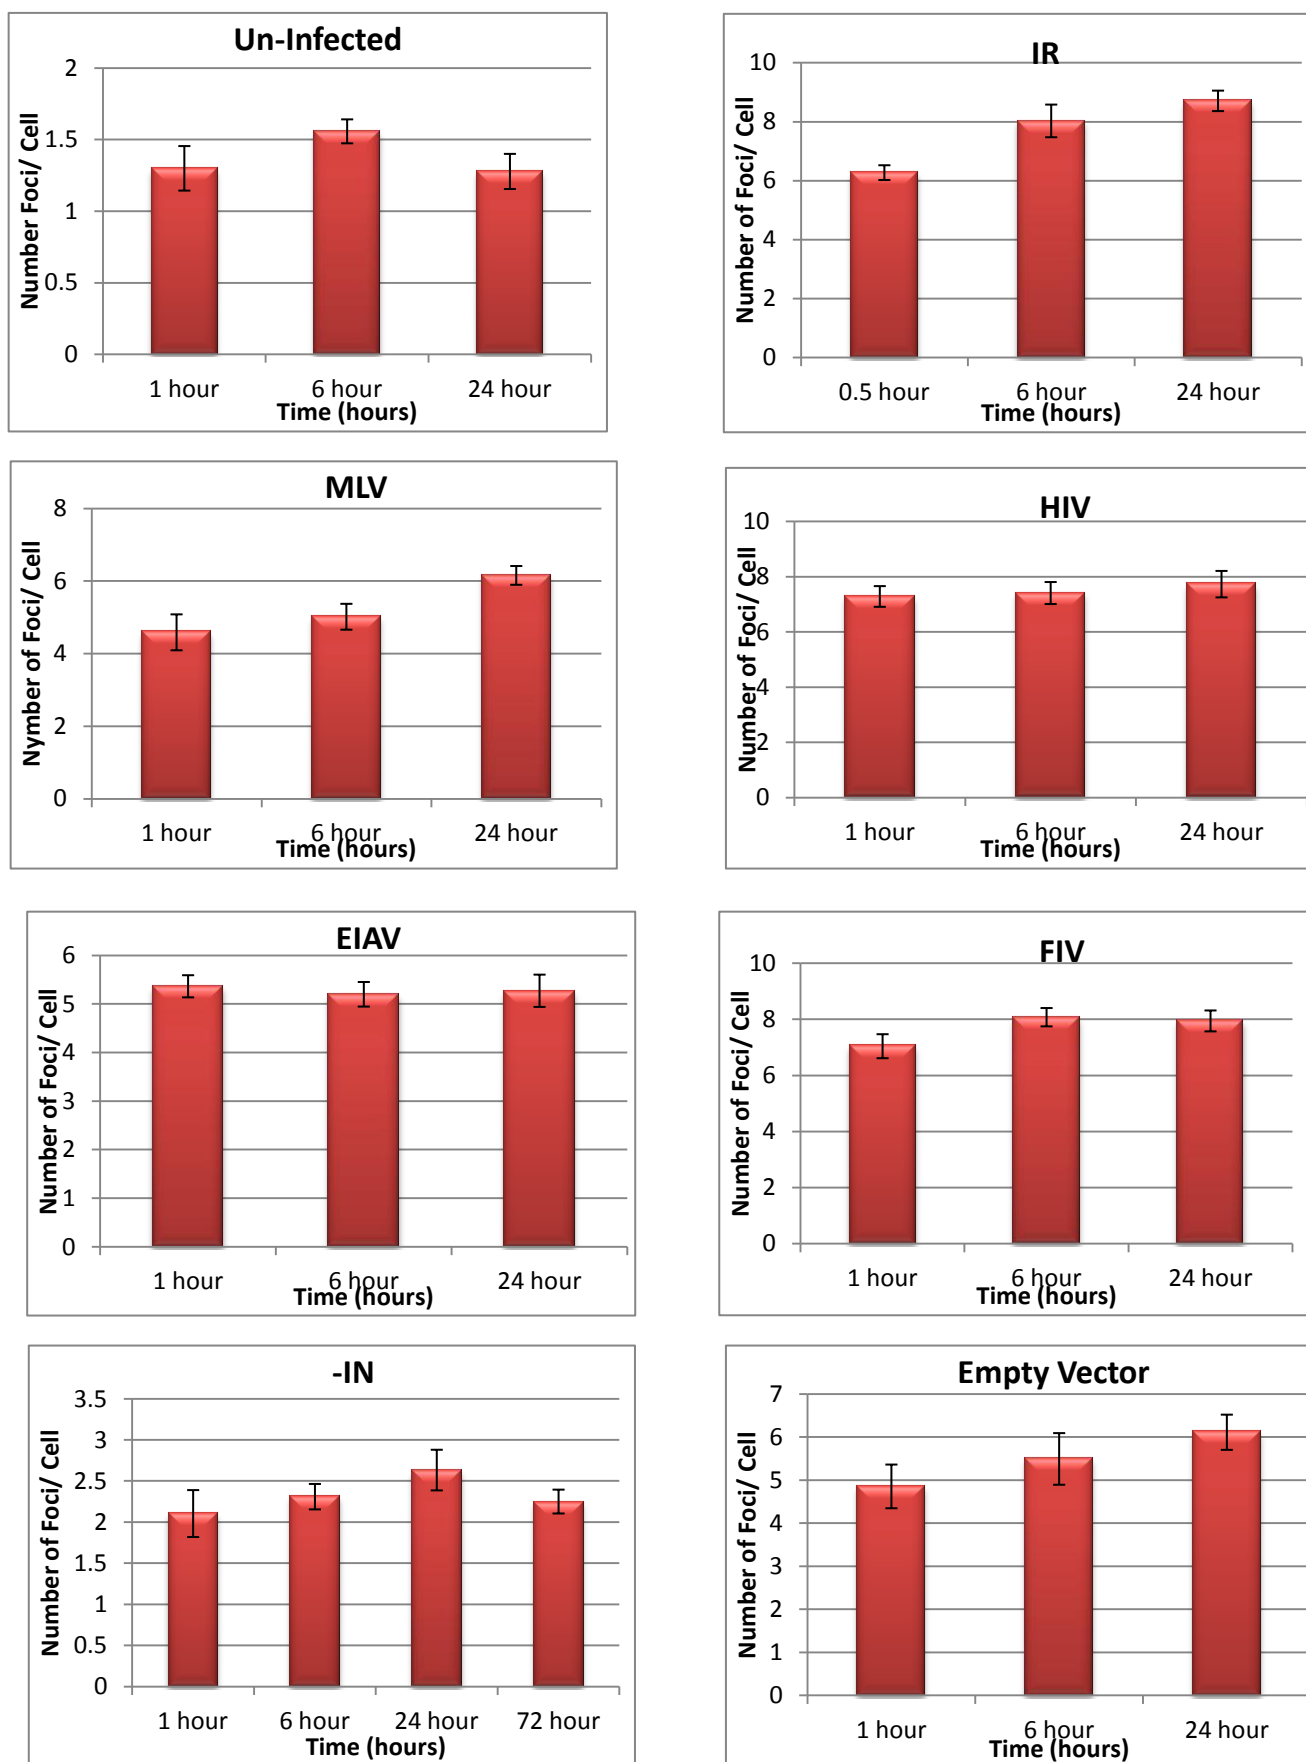 Un-Infected
Number Foci/ Cell
2
1.5
1
0.5
0
1 hour 6 hour 24 hour
Time (hours)
IR
Number of Foci/ Cell
10
8
6
4
2
0
0.5 hour 6 hour 24 hour
Time (hours)
MLV
Nymber of Foci/ Cell
8
6
4
2
0
1 hour 6 hour 24 hour
Time (hours)
HIV
Number of Foci/ Cell
10
8
6
4
2
0
1 hour 6 hour 24 hour
Time (hours)
EIAV
Number of Foci/ Cell
6
5
4
3
2
1
0
1 hour 6 hour 24 hour
Time (hours)
FIV
Number of Foci/ Cell
10
8
6
4
2
0
1 hour 6 hour 24 hour
Time (hours)
-IN
Number of Foci/ Cell
3.5
3
2.5
2
1.5
1
0.5
0
1 hour 6 hour 24 hour 72 hour
Time (hours)
Empty Vector
Number of Foci/ Cell
7
6
5
4
3
2
1
0
1 hour 6 hour 24 hour
Time (hours)